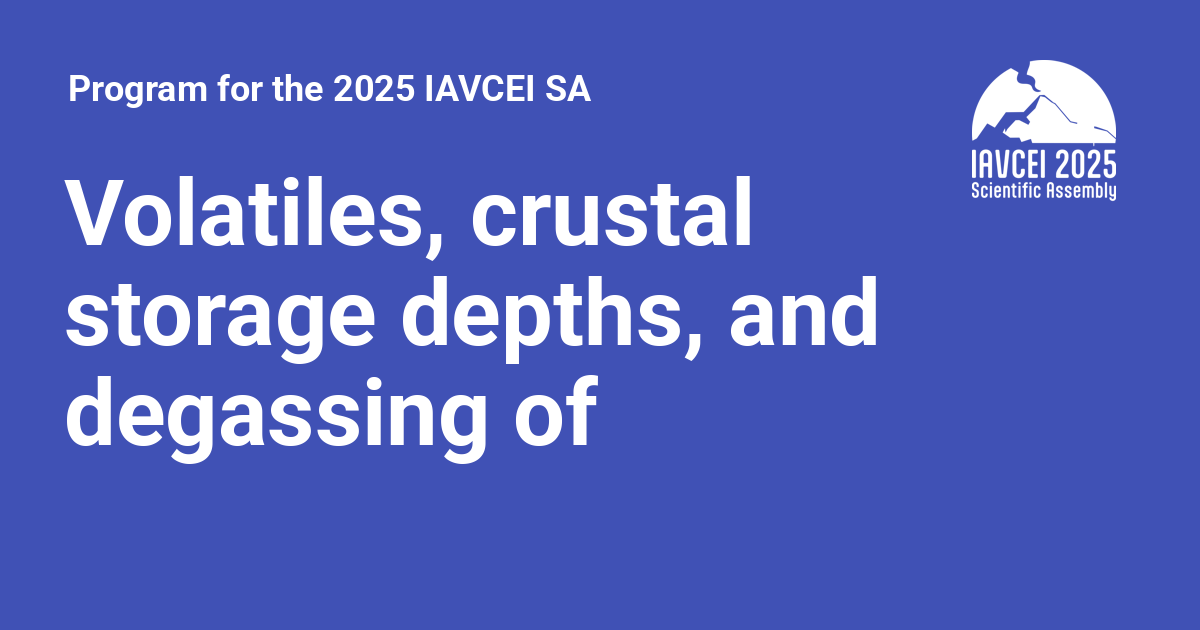 Program for the 2025 IAVCEI SA
IAVCEI 2025
Scientific Assembly
Volatiles, crustal
storage depths, and
degassing of